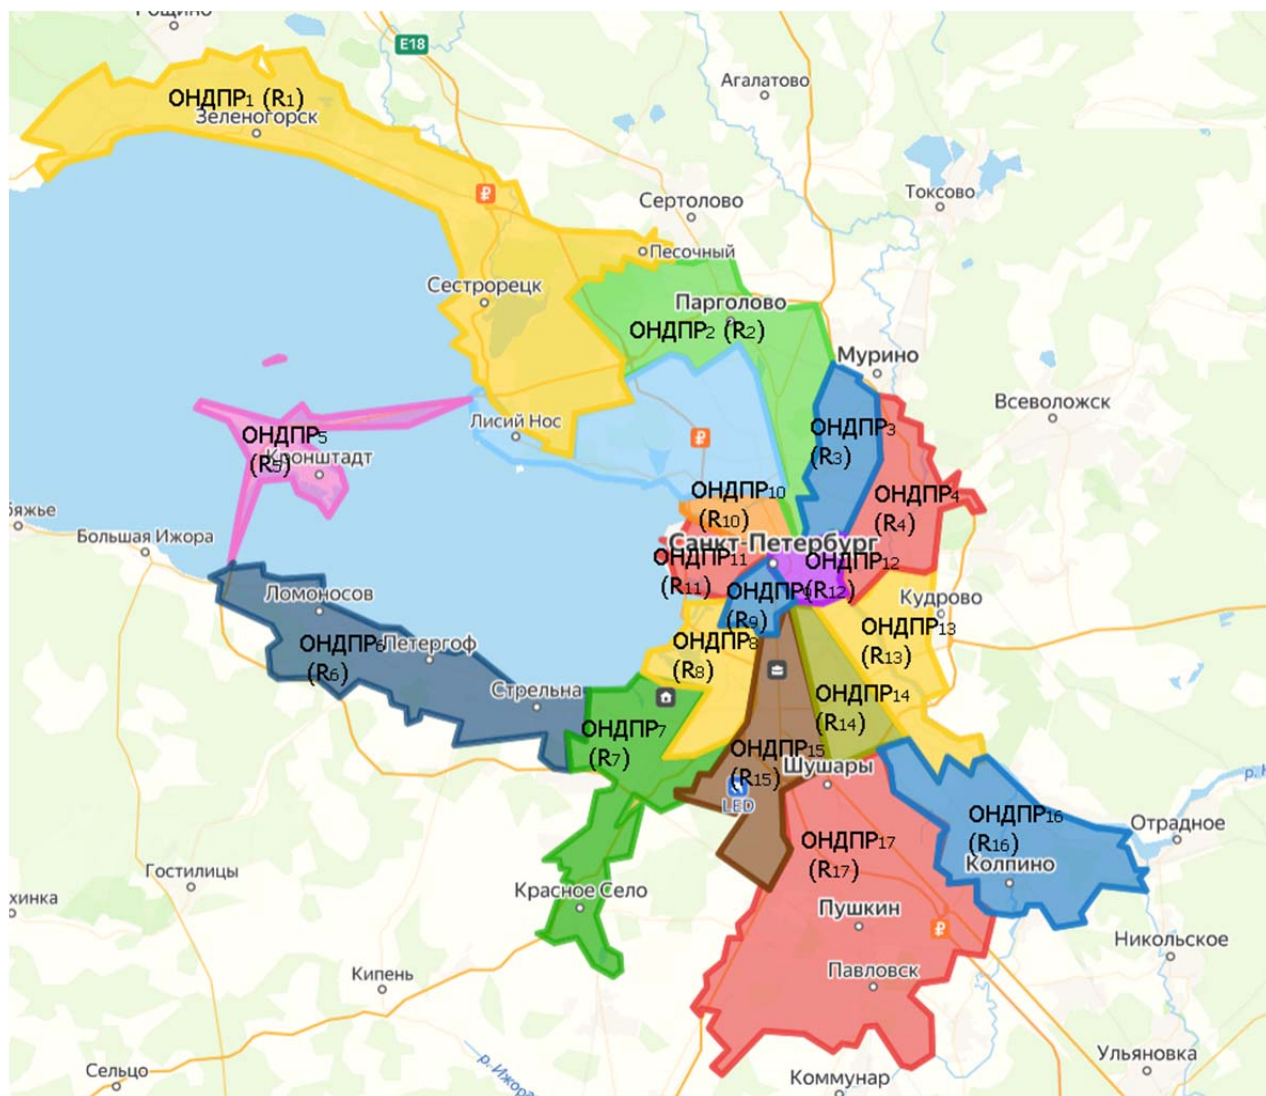 E18
Агалатово
ОНДПР1 (R1)
Зеленогорск
₽
Токсово
Сертолово
Песочный
Сестрорецк
Парголово
ОНДПР2 (R2)
Мурино
Всеволожск
Лисий Нос
ОНДПР3
(R3)
ОНДПР5
(R5)
Кронштадт
₽
ОНДПР10
(R10)
ОНДПР4
(R4)
Большая Ижора
Санкт-Петербург
ОНДПР11
(R11)
ОНДПР12
(R12)
ОНДПР9
(R9)
Ломоносов
Кудрово
ОНДПР6
(R6)
Петергоф
ОНДПР8
(R8)
ОНДПР13
(R13)
Стрельна
ОНДПР14
(R14)
ОНДПР7
(R7)
ОНДПР15
(R15)
Шушары
LED
ОНДПР16
(R16)
Отрадное
ОНДПР17
(R17)
Колпино
Гостилицы
Красное Село
Пушкин
₽
Никольское
Кипень
Павловск
Ульяновка
р. Ижора
Сельцо
Коммунар